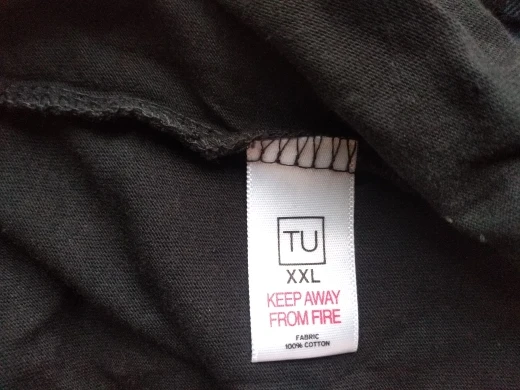 TU
XXL
KEEP AWAY
FROM FIRE
FABRIC
100% COTTON